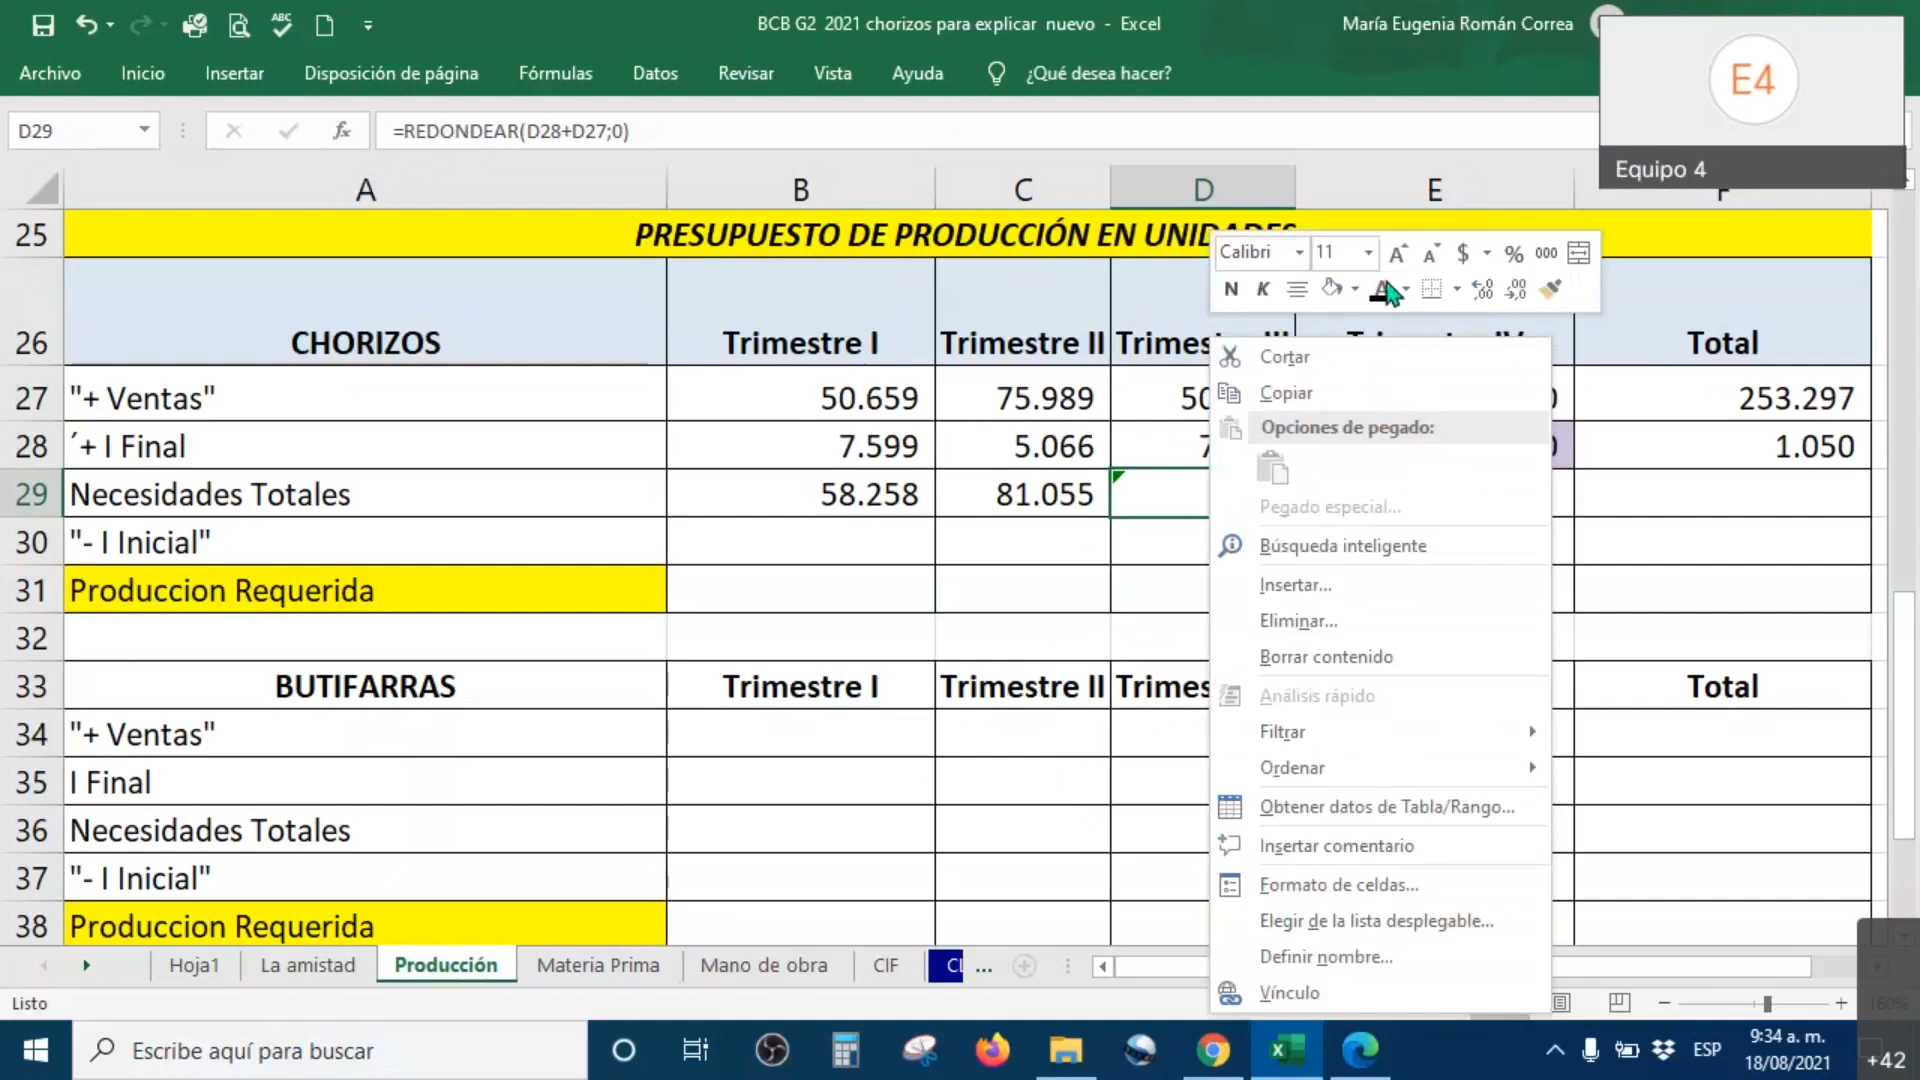 BCB G2 2021 chorizos para explicar nuevo - Excel
María Eugenia Román Correa
Archivo Inicio Insertar Disposición de página Fórmulas Datos Revisar Vista Ayuda ¿Qué desea hacer?
E4
Equipo 4
D29 fx =REDONDEAR(D28+D27;0)
A B C D E
25 PRESUPUESTO DE PRODUCCIÓN EN UNIDADES
Calibri 11 A A $ % 000
N K A
26 CHORIZOS Trimestre I Trimestre II Total
27 "+ Ventas" 50.659 75.989 253.297
28 ´+ I Final 7.599 5.066 1.050
29 Necesidades Totales 58.258 81.055
30 "- I Inicial"
31 Produccion Requerida
32
33 BUTIFARRAS Trimestre I Trimestre II Total
34 "+ Ventas"
35 I Final
36 Necesidades Totales
37 "- I Inicial"
38 Produccion Requerida
Cortar
Copiar
Opciones de pegado:
Pegado especial...
Búsqueda inteligente
Insertar...
Eliminar...
Borrar contenido
Análisis rápido
Filtrar
Ordenar
Obtener datos de Tabla/Rango...
Insertar comentario
Formato de celdas...
Elegir de la lista desplegable...
Definir nombre...
Vínculo
Hoja1 La amistad Producción Materia Prima Mano de obra CIF ...
Listo
160%
Escribe aquí para buscar
ESP
9:34 a. m.
18/08/2021
+42